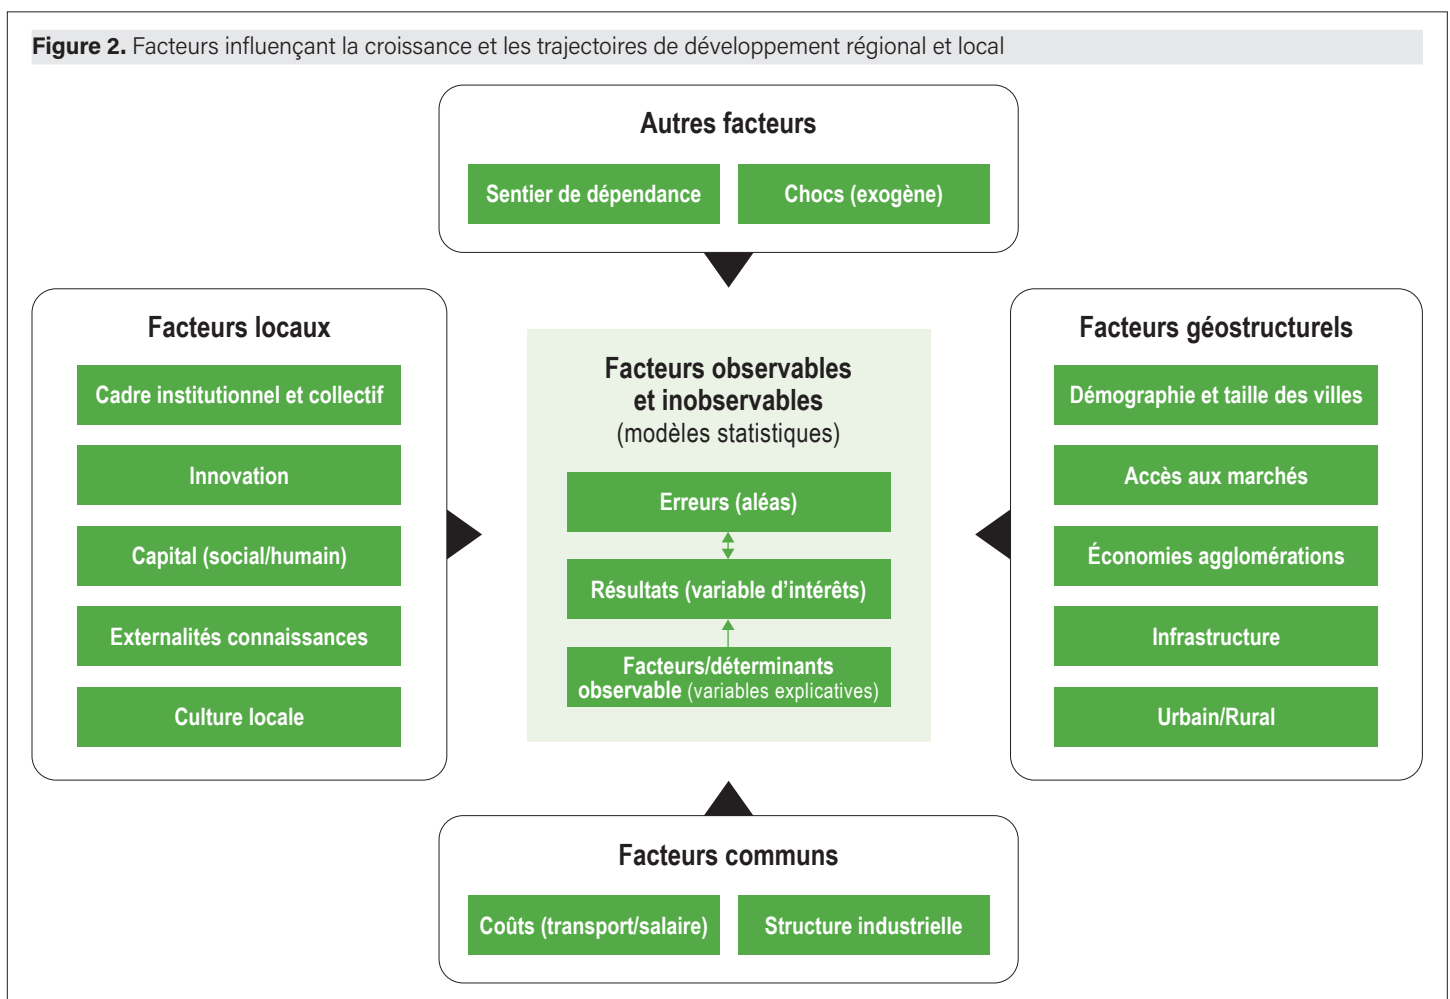 Figure 2. Facteurs influençant la croissance et les trajectoires de développement régional et local
Autres facteurs
Sentier de dépendance
Chocs (exogène)
Facteurs locaux
Cadre institutionnel et collectif
Innovation
Capital (social/humain)
Externalités connaissances
Culture locale
Facteurs observables
et inobservables
(modèles statistiques)
Erreurs (aléas)
Résultats (variable d'intérêts)
Facteurs/déterminants
observable (variables explicatives)
Facteurs géostructurels
Démographie et taille des villes
Accès aux marchés
Économies agglomérations
Infrastructure
Urbain/Rural
Facteurs communs
Coûts (transport/salaire)
Structure industrielle